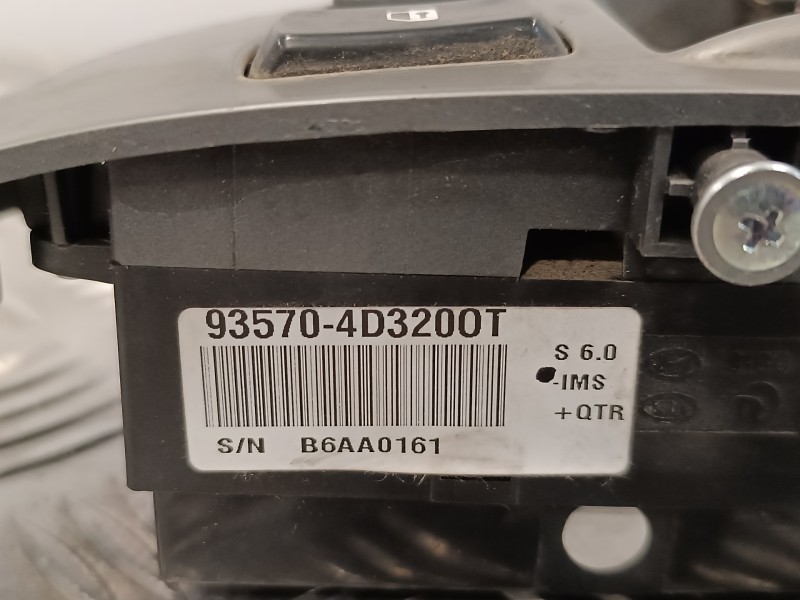 93570-4D3200T
S 6.0
-IMS
+QTR
S/N B6AA0161